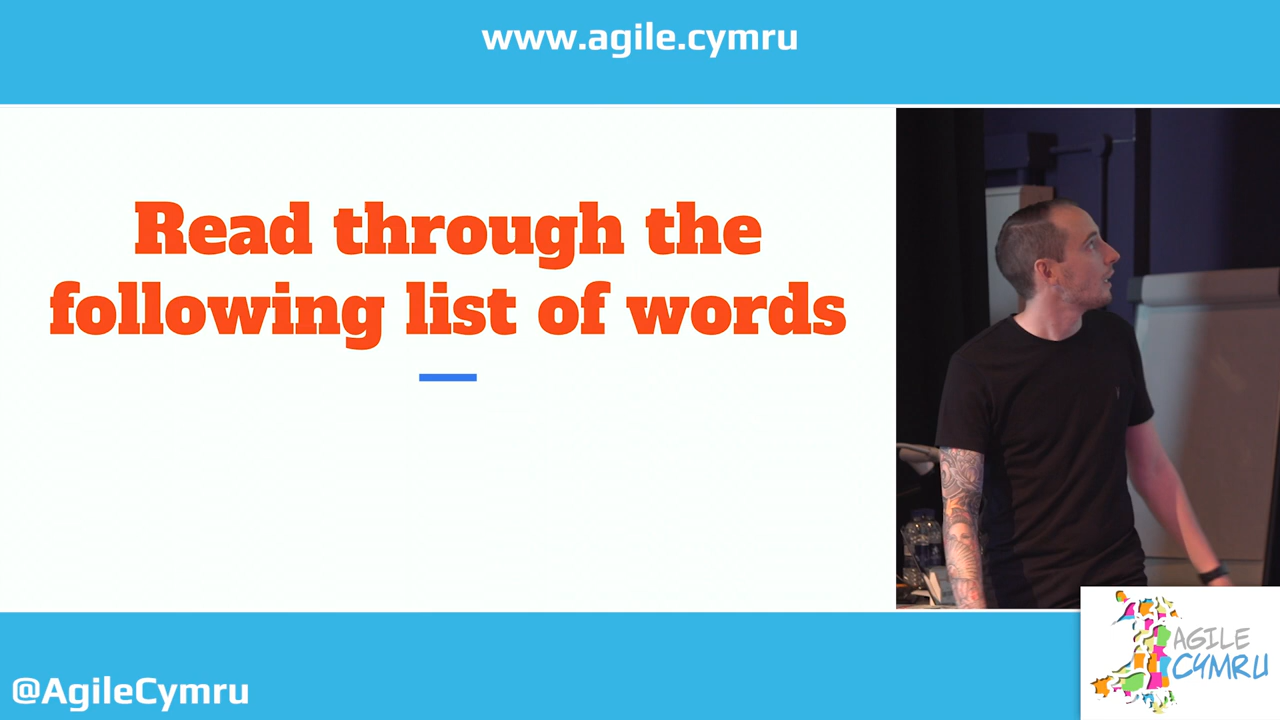 www.agile.cymru
Read through the
following list of words
@AgileCymru
AGILE
CYMRU